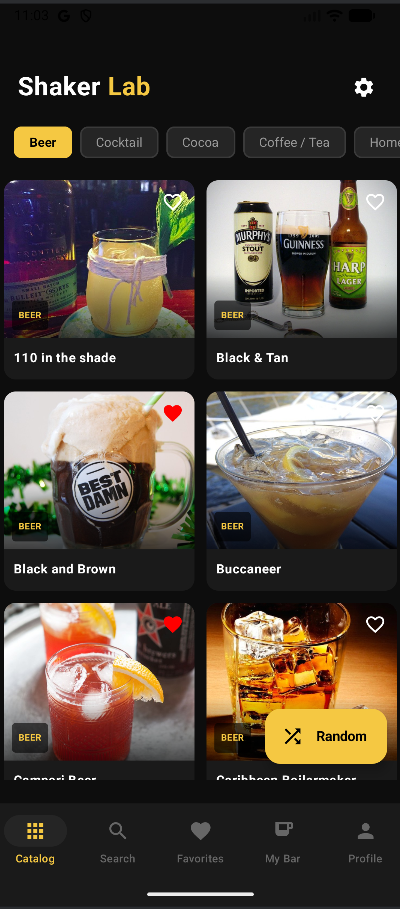 11:03
Shaker Lab
Beer
Cocktail
Cocoa
Coffee / Tea
Home
BEER
110 in the shade
MURPHY'S
STOUT
GUINNESS
HARP
LAGER
BEER
Black & Tan
BEST
DAMN
BEER
Black and Brown
BEER
Buccaneer
BEER
Campari Beer
BEER
Caribbean Boilermaker
Random
Catalog
Search
Favorites
My Bar
Profile